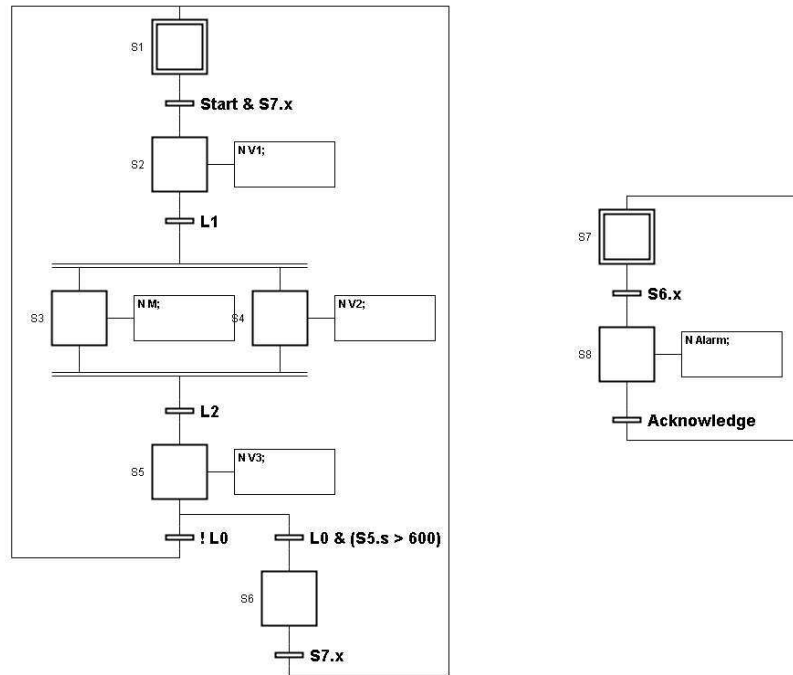 S1
Start & S7.x
S2
N V1;
L1
S3
N M;
S4
N V2;
L2
S5
N V3;
! L0
L0 & (S5.s > 600)
S6
S7.x
S7
S6.x
S8
N Alarm;
Acknowledge